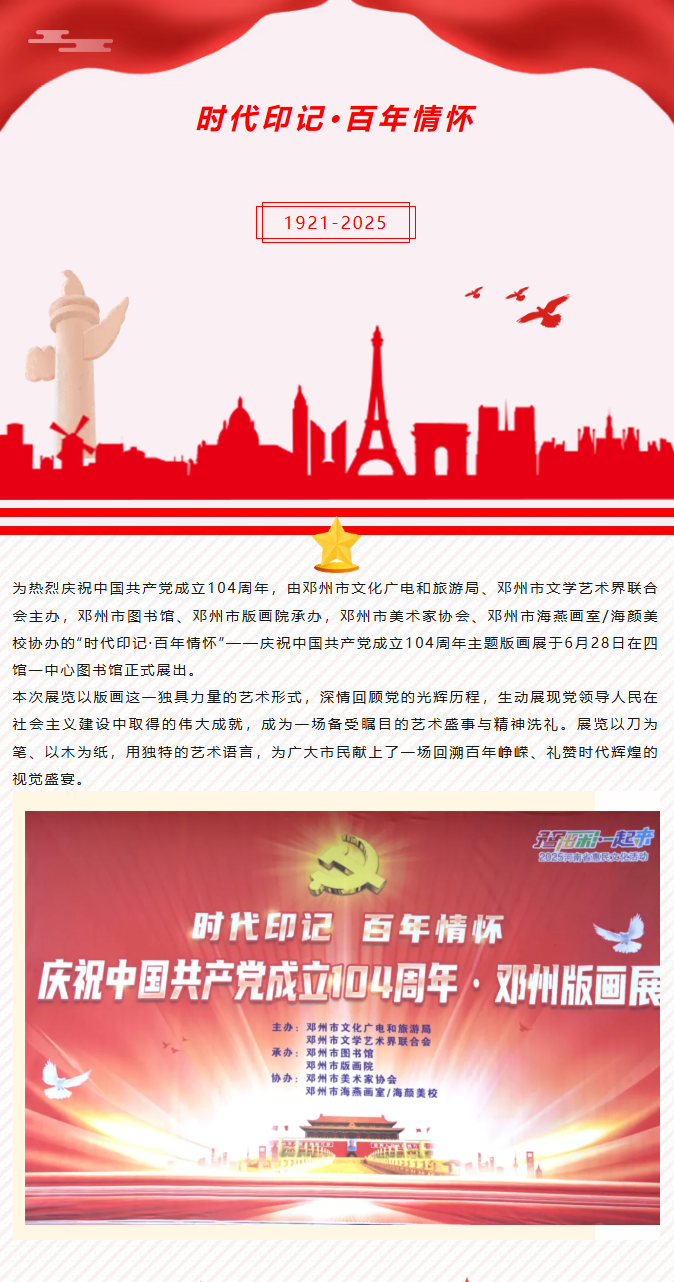 时代印记·百年情怀
1921-2025
为热烈庆祝中国共产党成立104周年，由邓州市文化广电和旅游局、邓州市文学艺术界联合
会主办，邓州市图书馆、邓州市版画院承办，邓州市美术家协会、邓州市海燕画室/海颜美
校协办的“时代印记·百年情怀”——庆祝中国共产党成立104周年主题版画展于6月28日在四
馆一中心图书馆正式展出。
本次展览以版画这一独具力量的艺术形式，深情回顾党的光辉历程，生动展现党领导人民在
社会主义建设中取得的伟大成就，成为一场备受瞩目的艺术盛事与精神洗礼。展览以刀为
笔、以木为纸，用独特的艺术语言，为广大市民献上了一场回溯百年峥嵘、礼赞时代辉煌的
视觉盛宴。
一起来
2025河南省惠民文化活动
时代印记 百年情怀
庆祝中国共产党成立104周年·邓州版画展
主办：邓州市文化广电和旅游局
邓州市文学艺术界联合会
承办：邓州市图书馆
邓州市版画院
协办：邓州市美术家协会
邓州市海燕画室/海颜美校